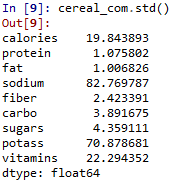 In [9]: cereal_com.std()
Out[9]:
calories    19.843893
protein      1.075802
fat          1.006826
sodium      82.769787
fiber        2.423391
carbo        3.891675
sugars       4.359111
potass      70.878681
vitamins    22.294352
dtype: float64